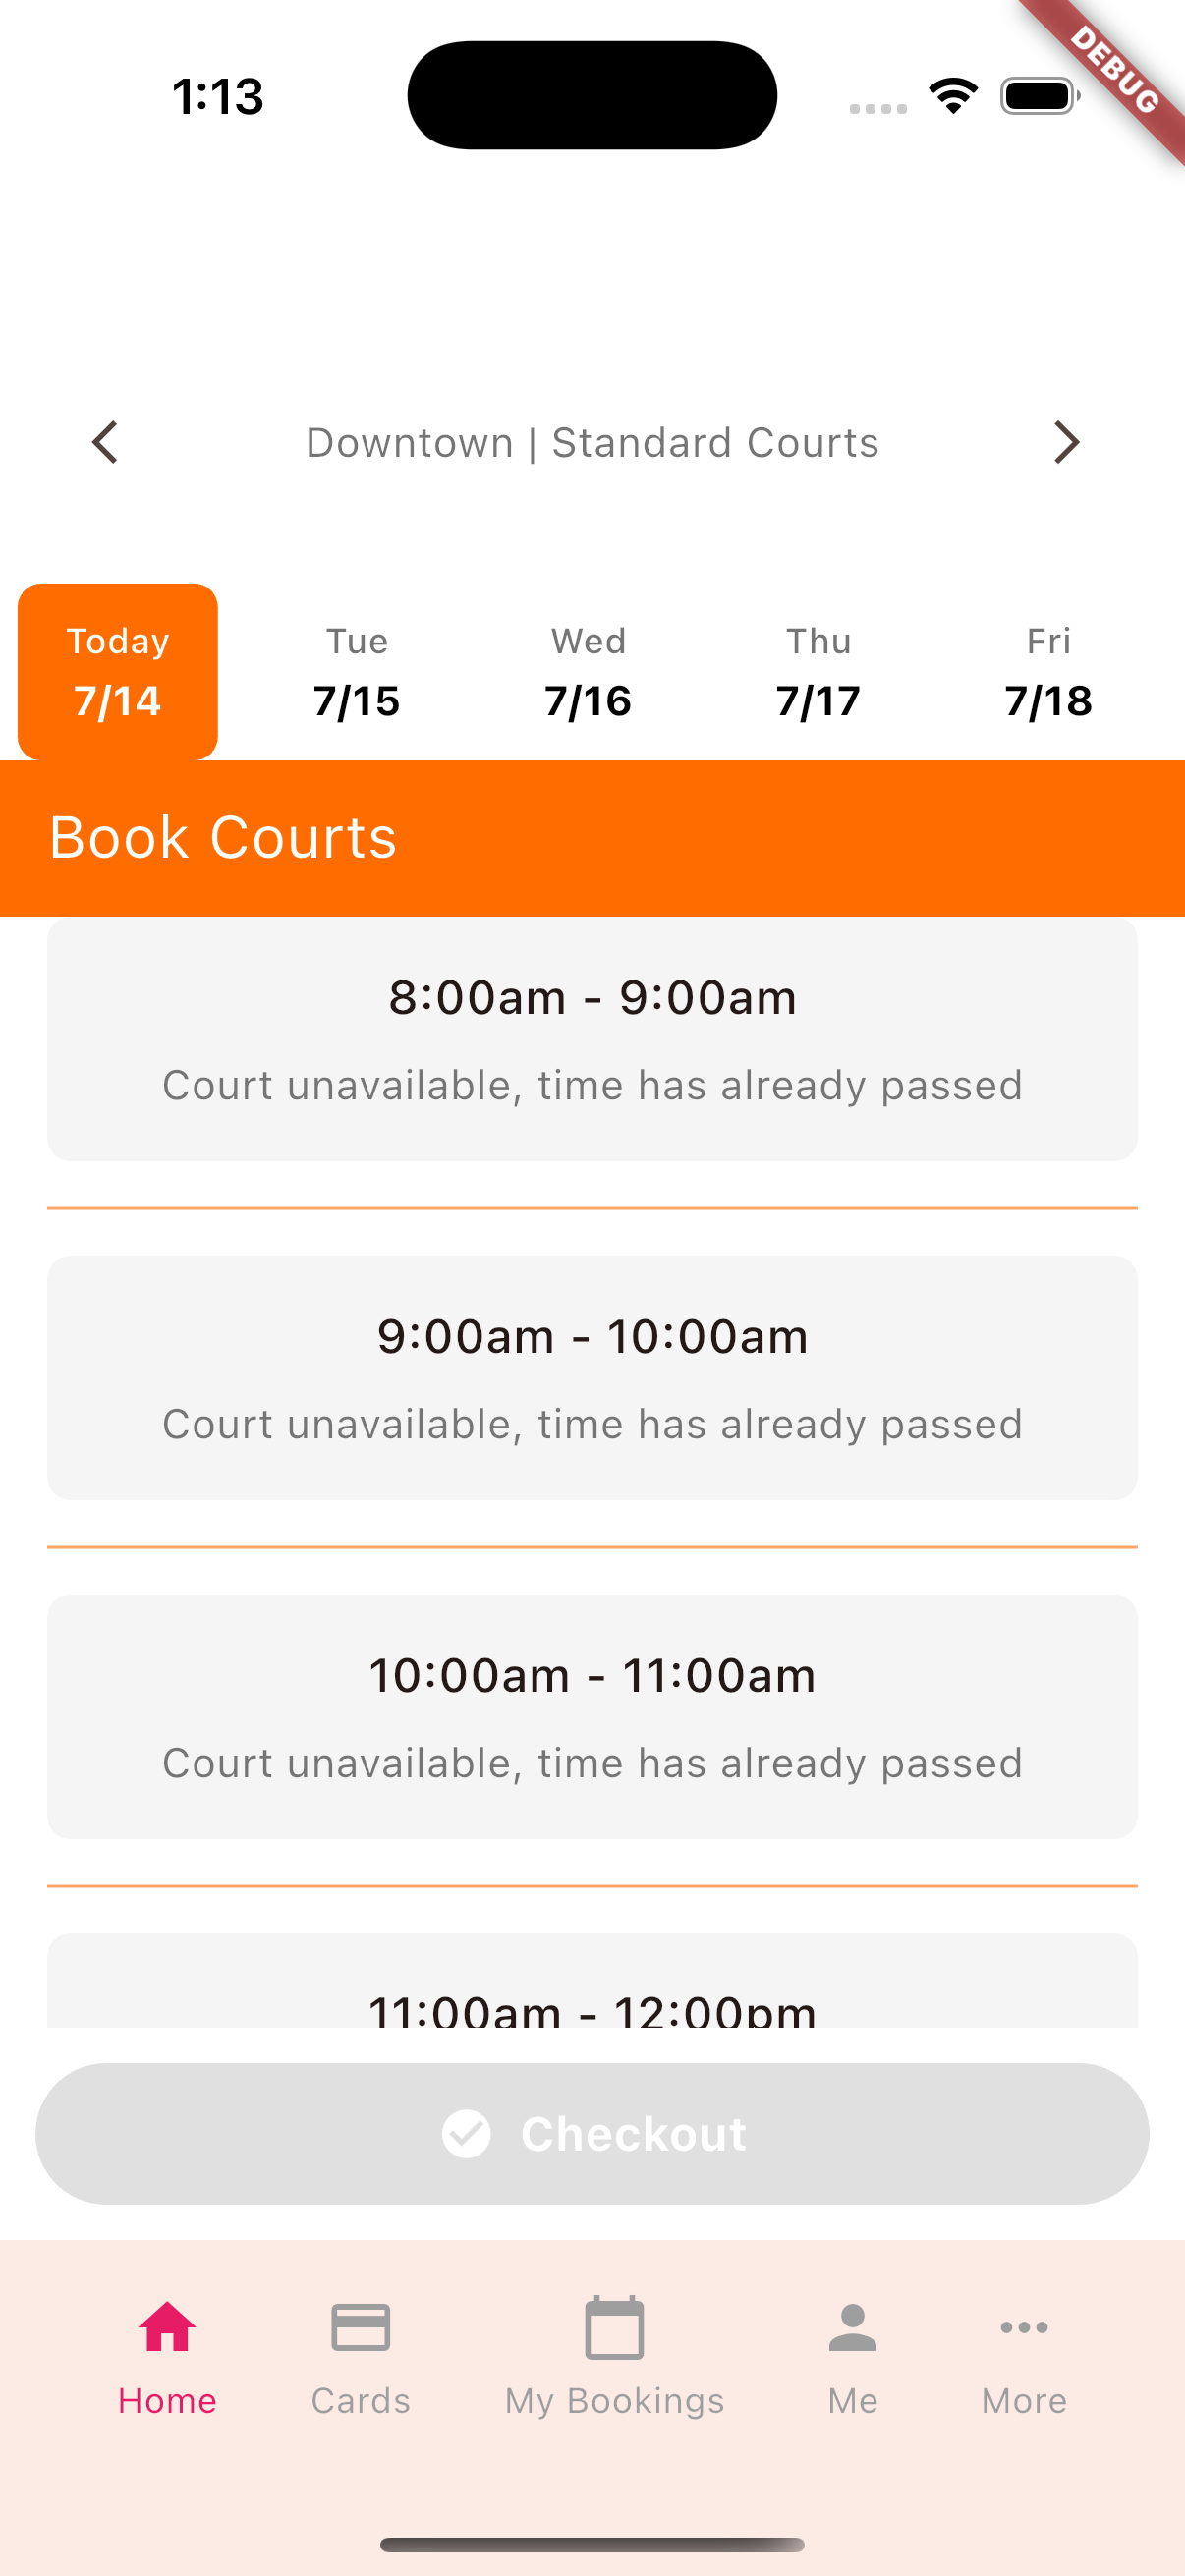 1:13
DEBUG
Downtown | Standard Courts
Today Tue Wed Thu Fri
7/14 7/15 7/16 7/17 7/18
Book Courts
8:00am - 9:00am
Court unavailable, time has already passed
9:00am - 10:00am
Court unavailable, time has already passed
10:00am - 11:00am
Court unavailable, time has already passed
11:00am - 12:00pm
Checkout
Home Cards My Bookings Me More